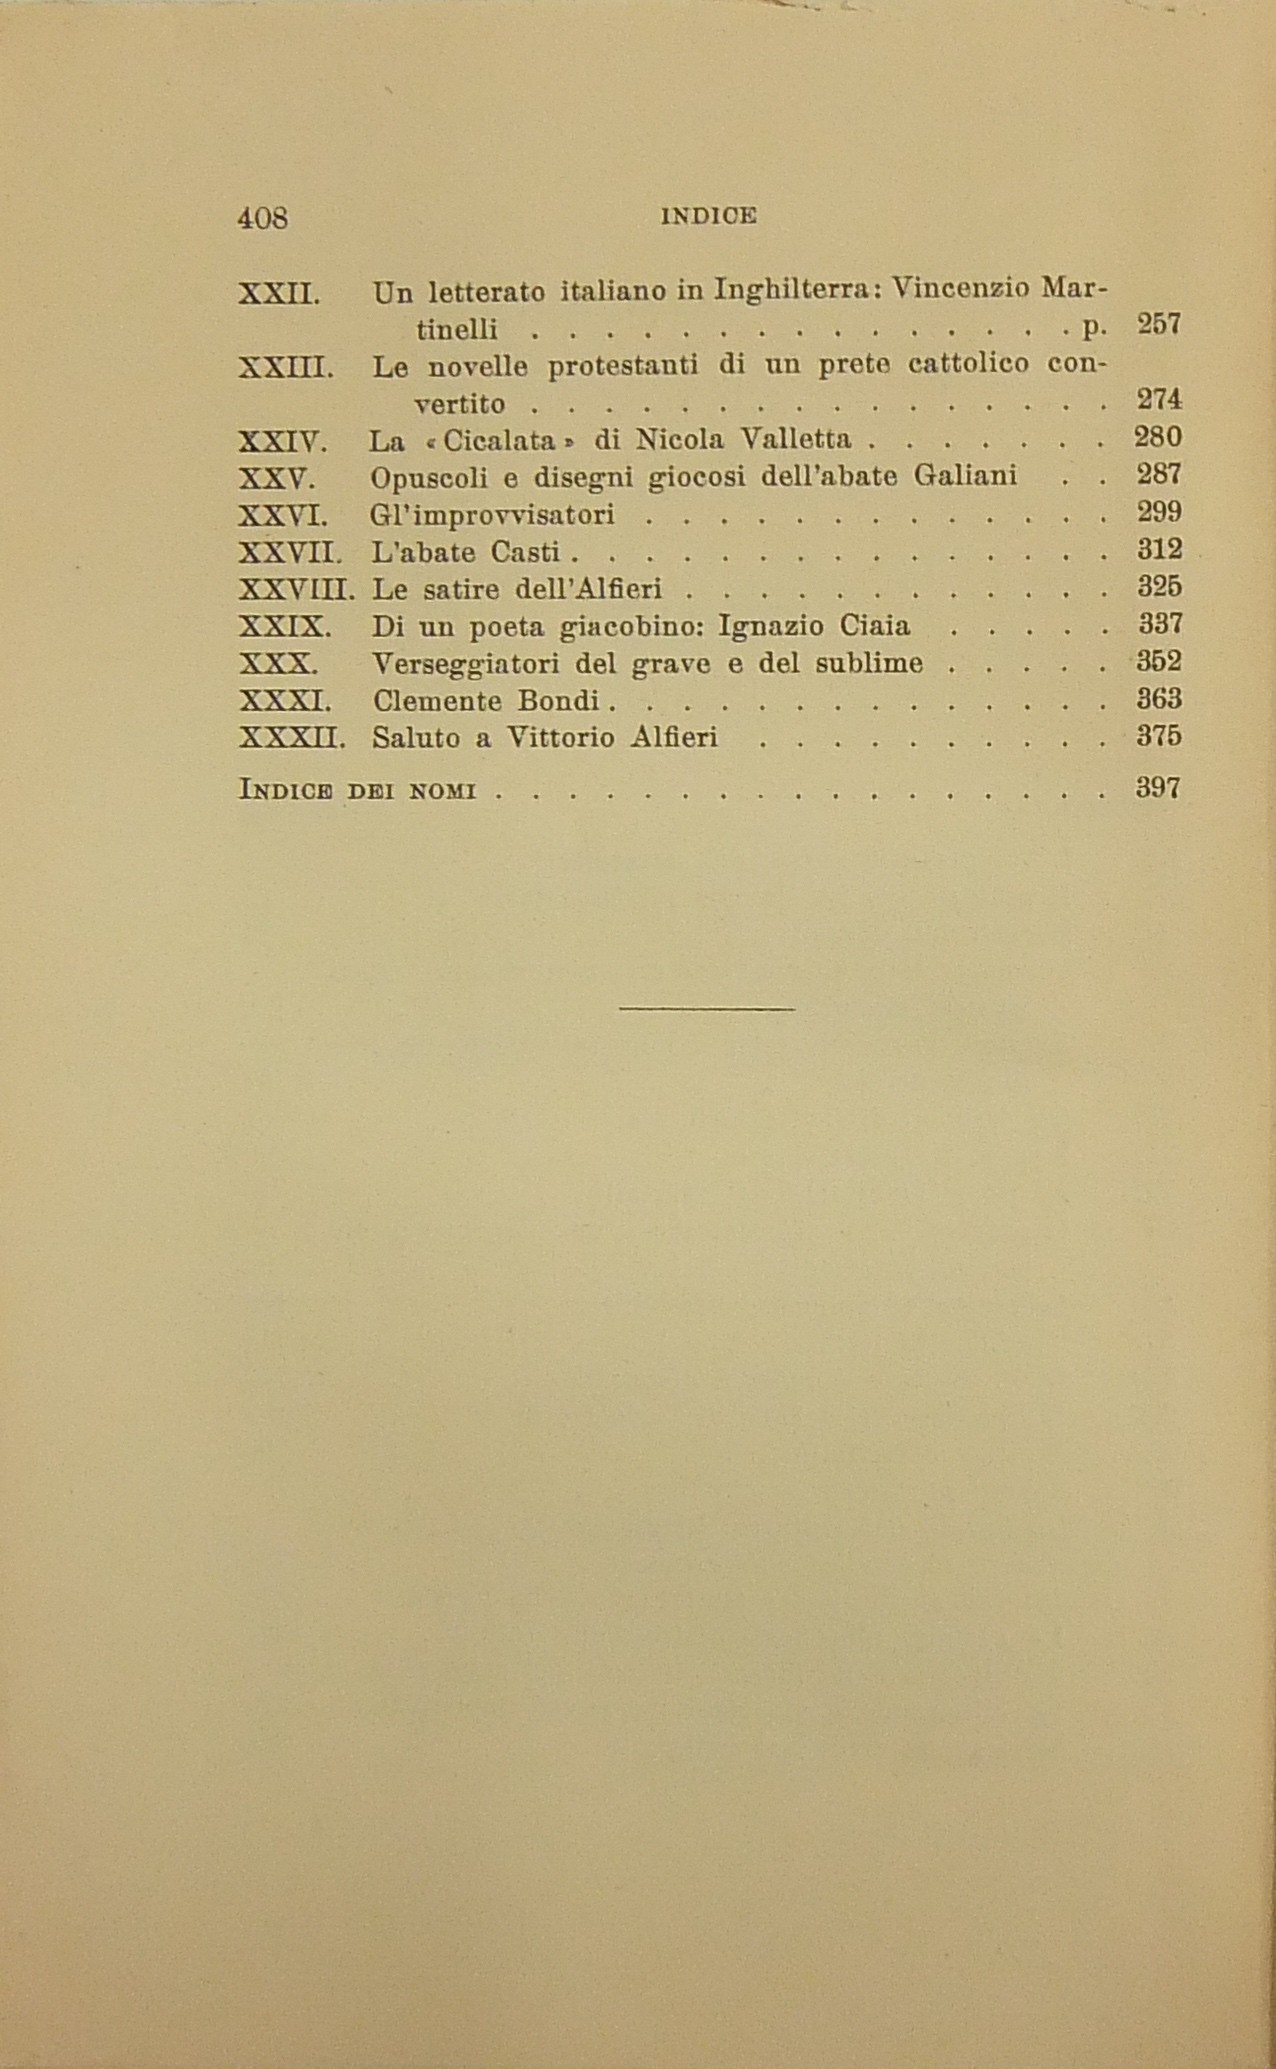 408 INDICE
XXII. Un letterato italiano in Inghilterra: Vincenzio Mar-
tinelli . . . . . . . . . . . . . . . p. 257
XXIII. Le novelle protestanti di un prete cattolico con-
vertito . . . . . . . . . . . . . . . . 274
XXIV. La «Cicalata» di Nicola Valletta . . . . . . . 280
XXV. Opuscoli e disegni giocosi dell'abate Galiani . . 287
XXVI. Gl'improvvisatori . . . . . . . . . . . . . 299
XXVII. L'abate Casti . . . . . . . . . . . . . . . 312
XXVIII. Le satire dell'Alfieri . . . . . . . . . . . . 325
XXIX. Di un poeta giacobino: Ignazio Ciaia . . . . . 337
XXX. Verseggiatori del grave e del sublime . . . . . 352
XXXI. Clemente Bondi . . . . . . . . . . . . . . 363
XXXII. Saluto a Vittorio Alfieri . . . . . . . . . . 375
INDICE DEI NOMI . . . . . . . . . . . . . . . . . 397